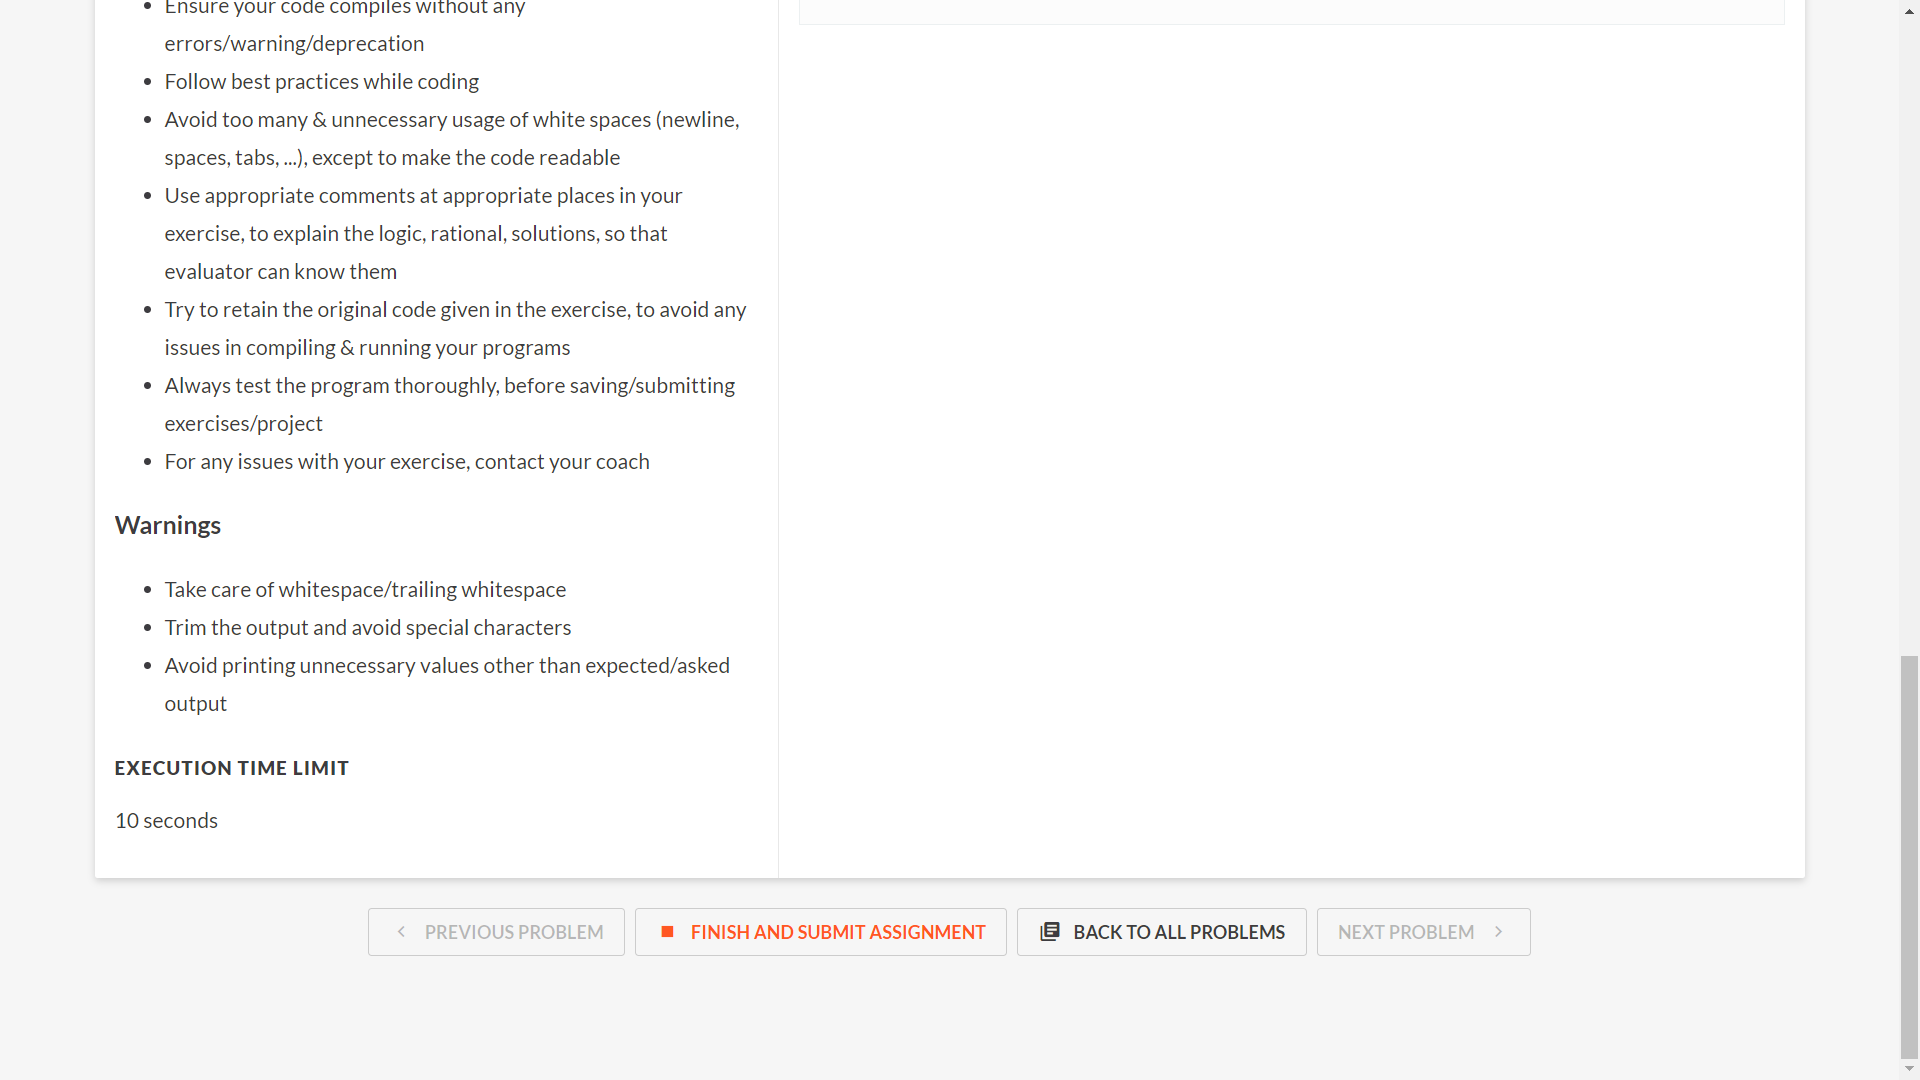 Ensure your code compiles without any
errors/warning/deprecation
Follow best practices while coding
Avoid too many & unnecessary usage of white spaces (newline,
spaces, tabs, ...), except to make the code readable
Use appropriate comments at appropriate places in your
exercise, to explain the logic, rational, solutions, so that
evaluator can know them
Try to retain the original code given in the exercise, to avoid any
issues in compiling & running your programs
Always test the program thoroughly, before saving/submitting
exercises/project
For any issues with your exercise, contact your coach
Warnings
Take care of whitespace/trailing whitespace
Trim the output and avoid special characters
Avoid printing unnecessary values other than expected/asked
output
EXECUTION TIME LIMIT
10 seconds
PREVIOUS PROBLEM
FINISH AND SUBMIT ASSIGNMENT
BACK TO ALL PROBLEMS
NEXT PROBLEM